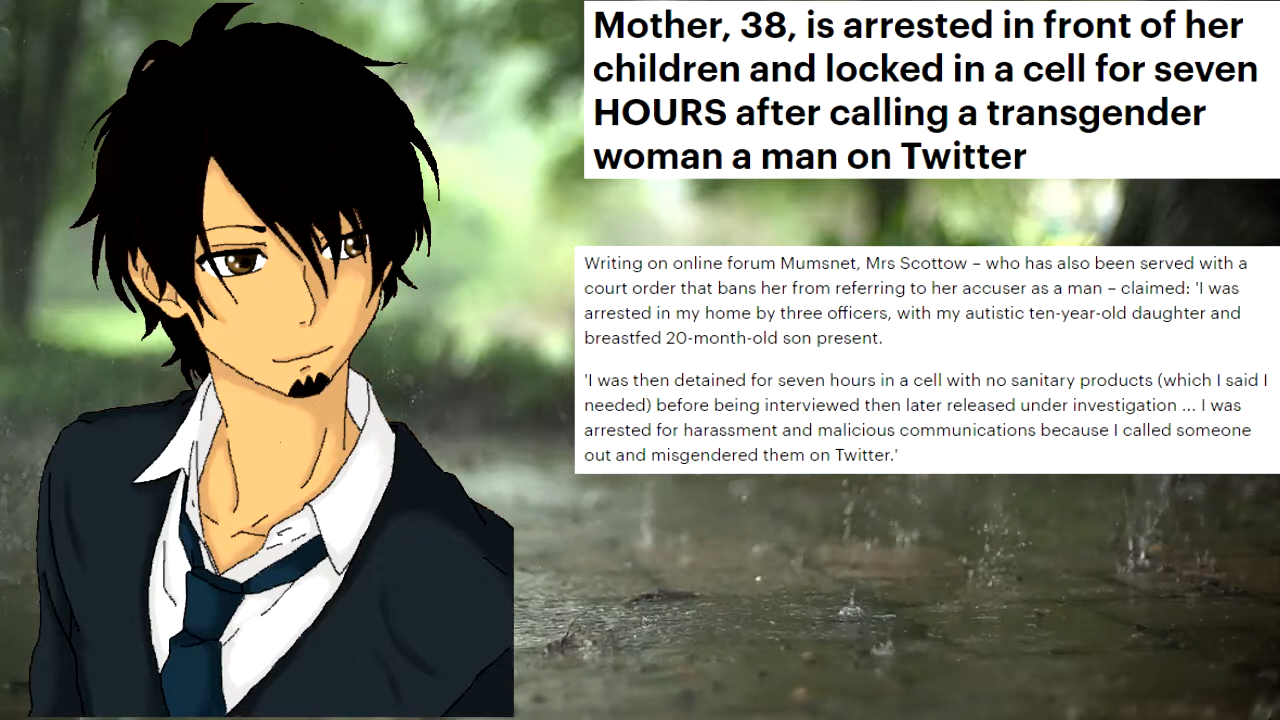 Mother, 38, is arrested in front of her
children and locked in a cell for seven
HOURS after calling a transgender
woman a man on Twitter
Writing on online forum Mumsnet, Mrs Scottow – who has also been served with a
court order that bans her from referring to her accuser as a man – claimed: 'I was
arrested in my home by three officers, with my autistic ten-year-old daughter and
breastfed 20-month-old son present.
'I was then detained for seven hours in a cell with no sanitary products (which I said I
needed) before being interviewed then later released under investigation ... I was
arrested for harassment and malicious communications because I called someone
out and misgendered them on Twitter.'